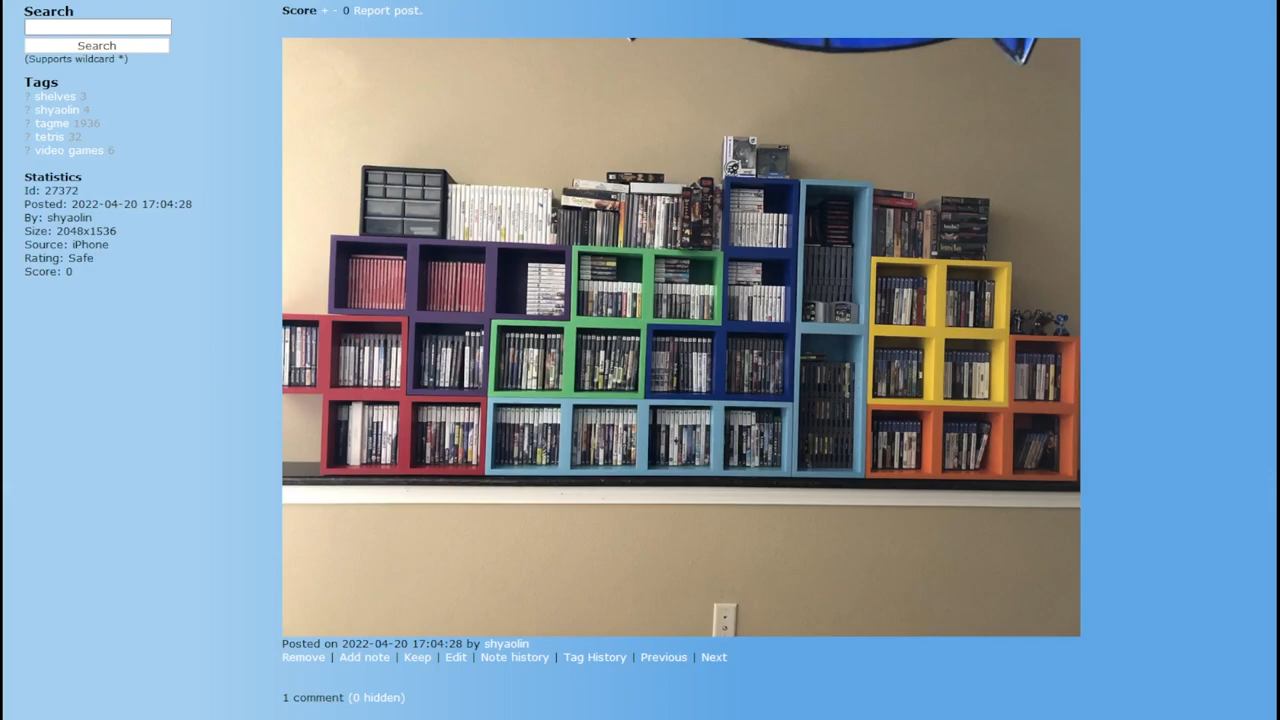 Search
Search
(Supports wildcard *)
Tags
? shelves 3
? shyaolin 4
? tagme 1936
? tetris 32
? video games 6
Statistics
Id: 27372
Posted: 2022-04-20 17:04:28
By: shyaolin
Size: 2048x1536
Source: iPhone
Rating: Safe
Score: 0
Score + - 0 Report post.
Posted on 2022-04-20 17:04:28 by shyaolin
Remove | Add note | Keep | Edit | Note history | Tag History | Previous | Next
1 comment (0 hidden)